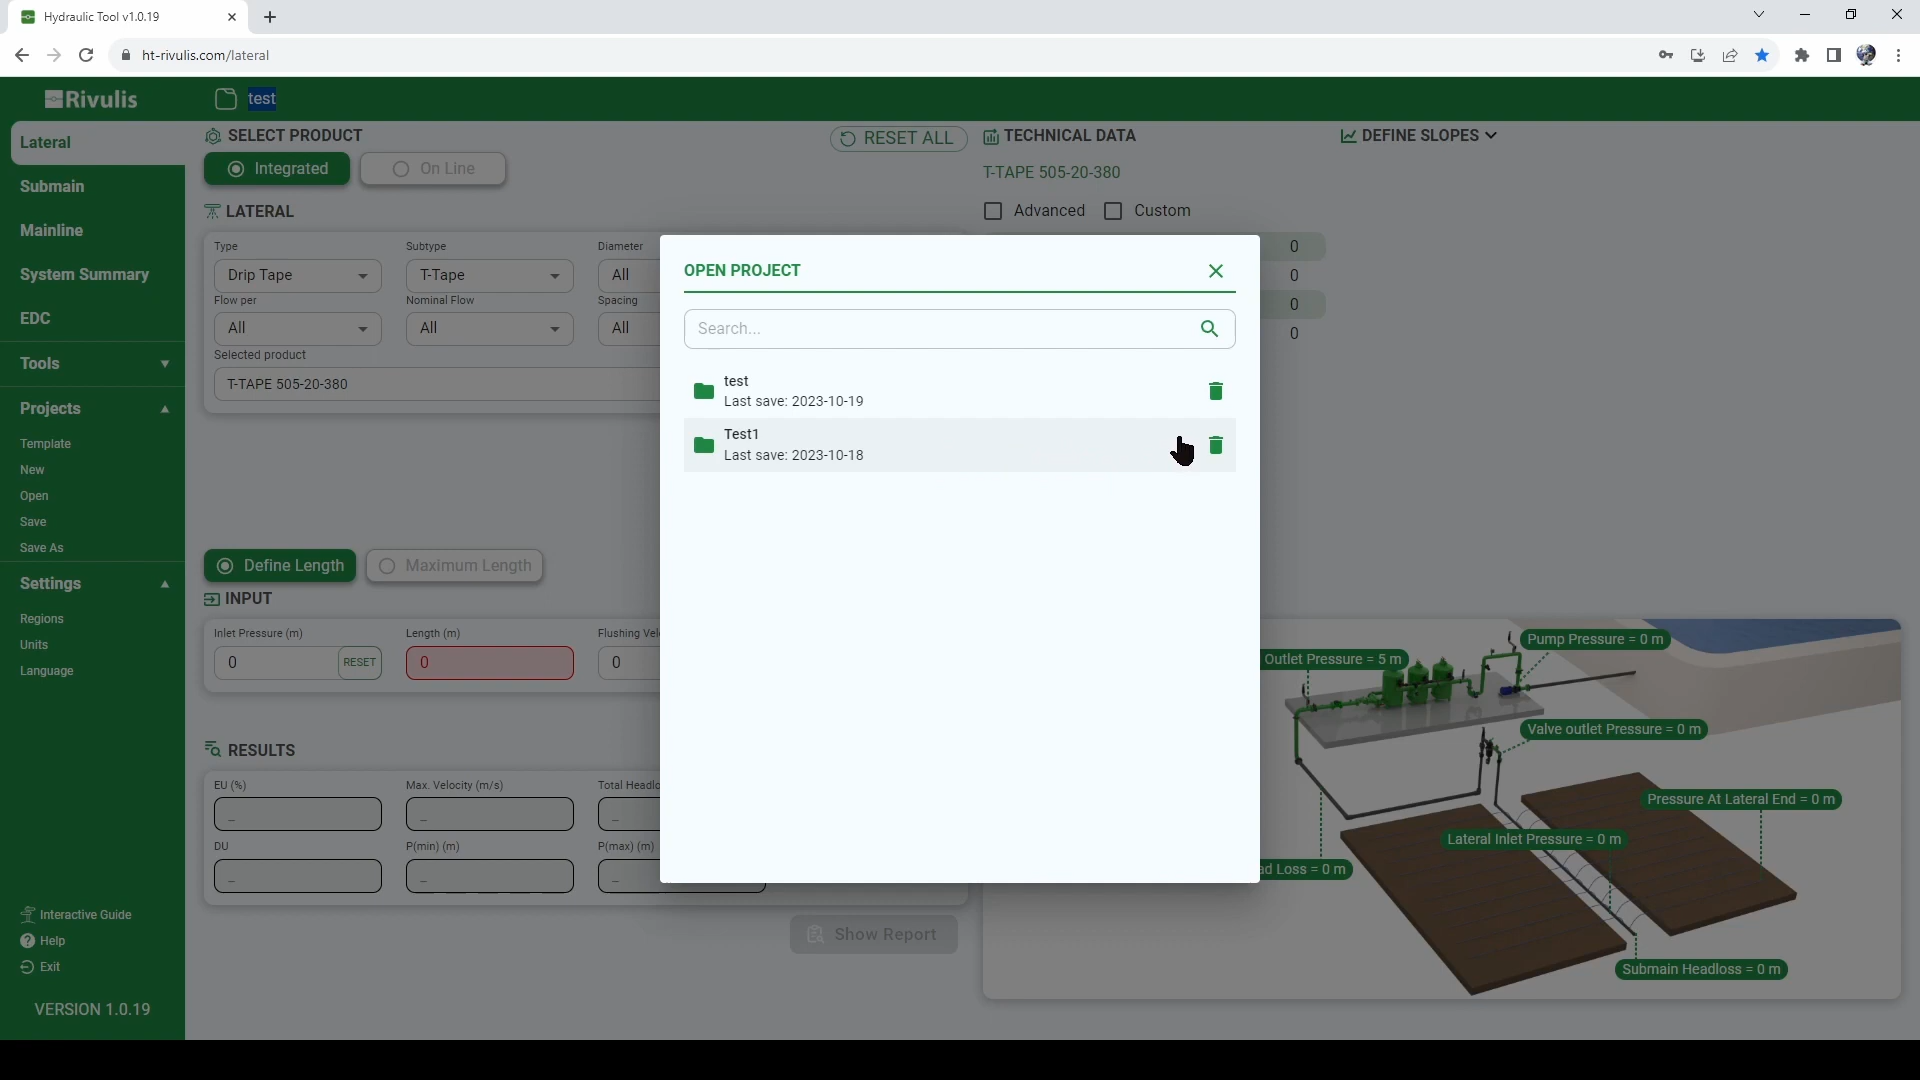 Hydraulic Tool v1.0.19
ht-rivulis.com/lateral
Rivulis
test
Lateral
Submain
Mainline
System Summary
EDC
Tools
Projects
Template
New
Open
Save
Save As
Settings
Regions
Units
Language
Interactive Guide
Help
Exit
VERSION 1.0.19
SELECT PRODUCT
RESET ALL
Integrated
On Line
LATERAL
Type
Subtype
Diameter
Drip Tape
T-Tape
All
Flow per
Nominal Flow
Spacing
All
All
All
Selected product
T-TAPE 505-20-380
Define Length
Maximum Length
INPUT
Inlet Pressure (m)
Length (m)
Flushing Vel
0
RESET
0
0
RESULTS
EU (%)
Max. Velocity (m/s)
Total Headlo
_
_
_
DU
P(min) (m)
P(max) (m)
_
_
_
Show Report
TECHNICAL DATA
DEFINE SLOPES
T-TAPE 505-20-380
Advanced
Custom
0
0
0
0
OPEN PROJECT
Search...
test
Last save: 2023-10-19
Test1
Last save: 2023-10-18
Pump Pressure = 0 m
Outlet Pressure = 5 m
Valve outlet Pressure = 0 m
Pressure At Lateral End = 0 m
Lateral Inlet Pressure = 0 m
ad Loss = 0 m
Submain Headloss = 0 m